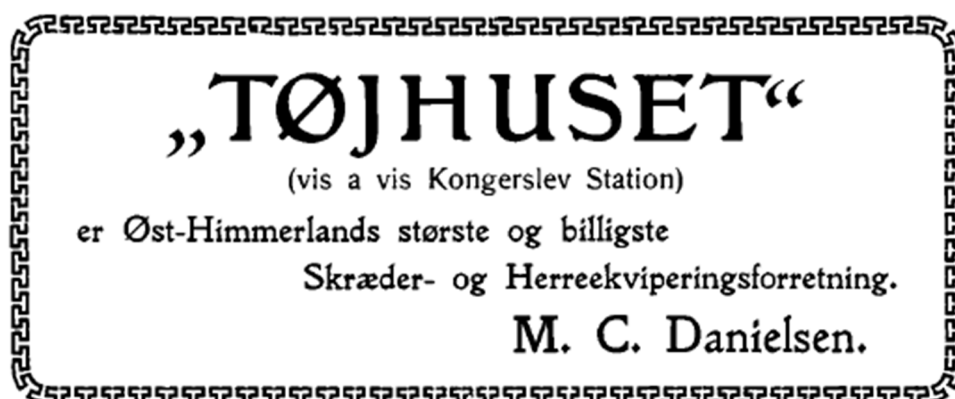 „TØJHUSET“
(vis a vis Kongerslev Station)
er Øst-Himmerlands største og billigste
Skræder- og Herreekviperingsforretning.
M. C. Danielsen.